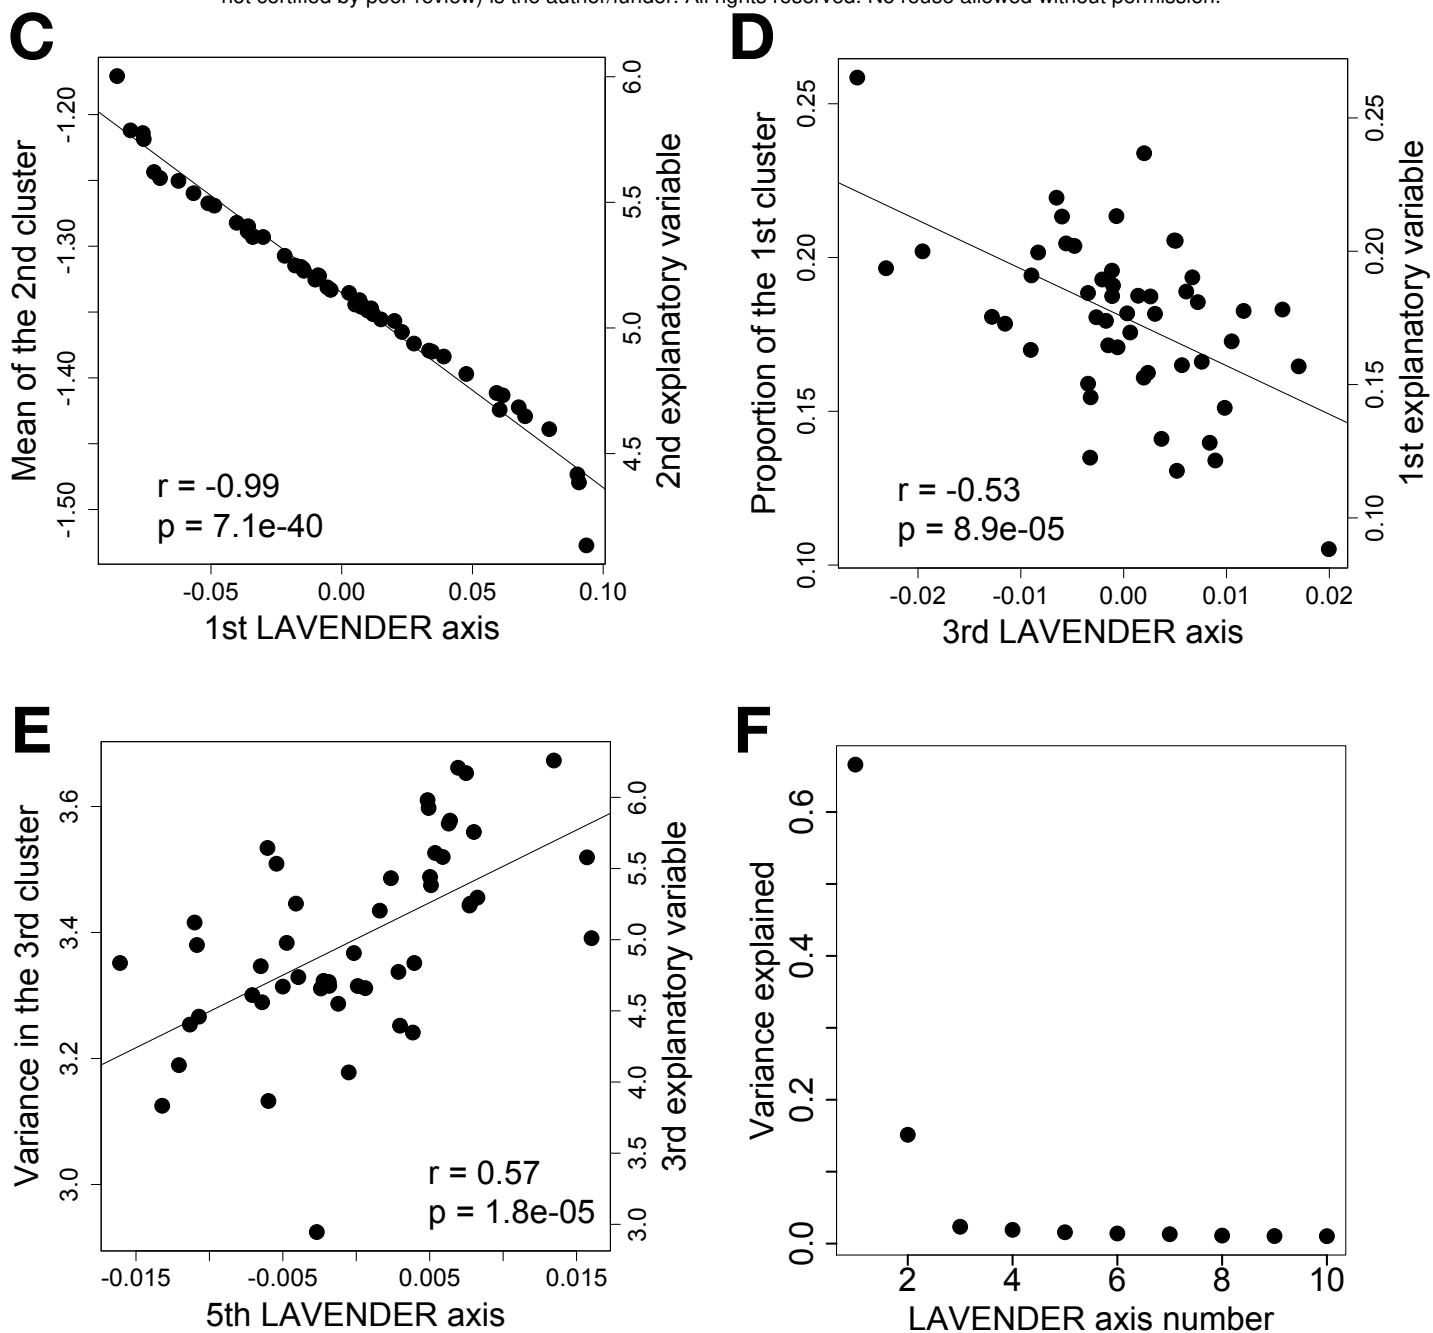 not certified by peer review) is the author/funder. All rights reserved. No reuse allowed without permission.
C
-1.20
-1.30
-1.40
-1.50
Mean of the 2nd cluster
6.0
5.5
5.0
4.5
2nd explanatory variable
r = -0.99
p = 7.1e-40
-0.05
0.00
0.05
0.10
1st LAVENDER axis
D
0.25
0.20
0.15
0.10
Proportion of the 1st cluster
0.25
0.20
0.15
0.10
1st explanatory variable
r = -0.53
p = 8.9e-05
-0.02
-0.01
0.00
0.01
0.02
3rd LAVENDER axis
E
3.6
3.4
3.2
3.0
Variance in the 3rd cluster
6.0
5.5
5.0
4.5
4.0
3.5
3.0
3rd explanatory variable
r = 0.57
p = 1.8e-05
-0.015
-0.005
0.005
0.015
5th LAVENDER axis
F
0.6
0.4
0.2
0.0
Variance explained
2
4
6
8
10
LAVENDER axis number